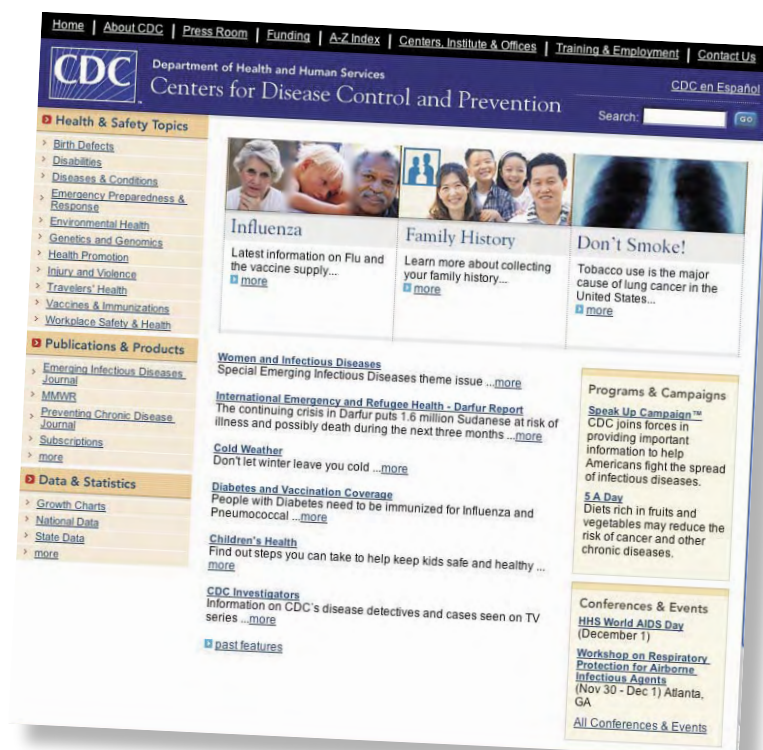 Home | About CDC | Press Room | Funding | A-Z Index | Centers, Institute & Offices | Training & Employment | Contact Us
CDC
™
Department of Health and Human Services
Centers for Disease Control and Prevention
CDC en Español
Search:
GO
Health & Safety Topics
Birth Defects
Disabilities
Diseases & Conditions
Emergency Preparedness &
Response
Environmental Health
Genetics and Genomics
Health Promotion
Injury and Violence
Travelers' Health
Vaccines & Immunizations
Workplace Safety & Health
Publications & Products
Emerging Infectious Diseases
Journal
MMWR
Preventing Chronic Disease
Journal
Subscriptions
more
Data & Statistics
Growth Charts
National Data
State Data
more
Influenza
Latest information on Flu and
the vaccine supply...
more
Family History
Learn more about collecting
your family history...
more
Don't Smoke!
Tobacco use is the major
cause of lung cancer in the
United States...
more
Women and Infectious Diseases
Special Emerging Infectious Diseases theme issue ...more
International Emergency and Refugee Health - Darfur Report
The continuing crisis in Darfur puts 1.6 million Sudanese at risk of
illness and possibly death during the next three months ...more
Cold Weather
Don't let winter leave you cold ...more
Diabetes and Vaccination Coverage
People with Diabetes need to be immunized for Influenza and
Pneumococcal ...more
Children's Health
Find out steps you can take to help keep kids safe and healthy ...
more
CDC Investigators
Information on CDC's disease detectives and cases seen on TV
series ...more
past features
Programs & Campaigns
Speak Up Campaign™
CDC joins forces in
providing important
information to help
Americans fight the spread
of infectious diseases.
5 A Day
Diets rich in fruits and
vegetables may reduce the
risk of cancer and other
chronic diseases.
Conferences & Events
HHS World AIDS Day
(December 1)
Workshop on Respiratory
Protection for Airborne
Infectious Agents
(Nov 30 - Dec 1) Atlanta,
GA
All Conferences & Events